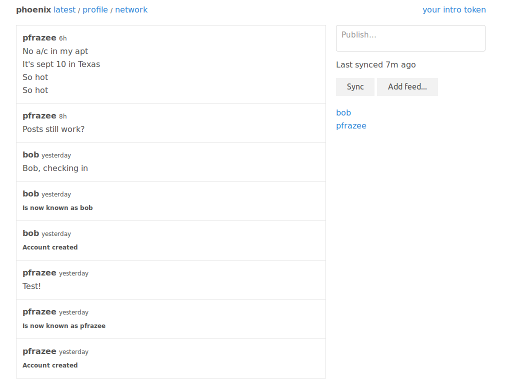 phoenix latest / profile / network
your intro token
pfrazee 6h
No a/c in my apt
It's sept 10 in Texas
So hot
So hot
pfrazee 8h
Posts still work?
bob yesterday
Bob, checking in
bob yesterday
Is now known as bob
bob yesterday
Account created
pfrazee yesterday
Test!
pfrazee yesterday
Is now known as pfrazee
pfrazee yesterday
Account created
Publish...
Last synced 7m ago
Sync
Add feed...
bob
pfrazee